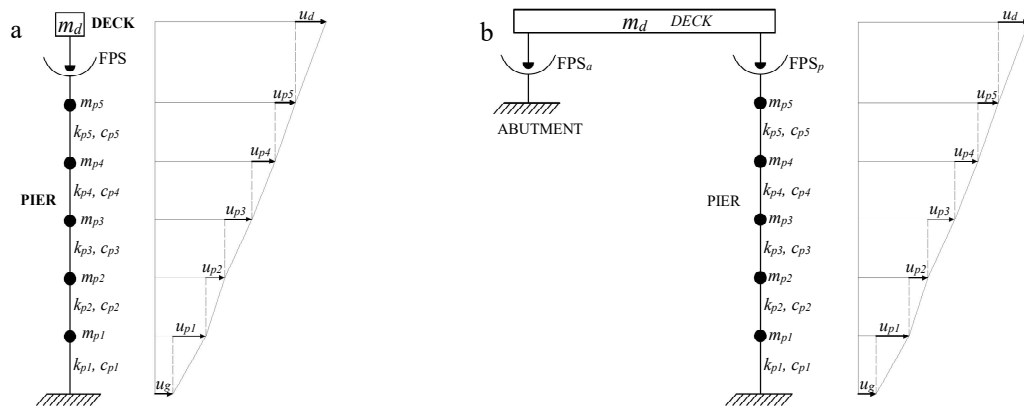 a
m_d DECK
FPS
m_p5
k_p5, c_p5
m_p4
k_p4, c_p4
PIER
m_p3
k_p3, c_p3
m_p2
k_p2, c_p2
m_p1
k_p1, c_p1
u_d
u_p5
u_p4
u_p3
u_p2
u_p1
u_g
b
m_d DECK
FPS_a
FPS_p
ABUTMENT
m_p5
k_p5, c_p5
m_p4
k_p4, c_p4
PIER
m_p3
k_p3, c_p3
m_p2
k_p2, c_p2
m_p1
k_p1, c_p1
u_d
u_p5
u_p4
u_p3
u_p2
u_p1
u_g